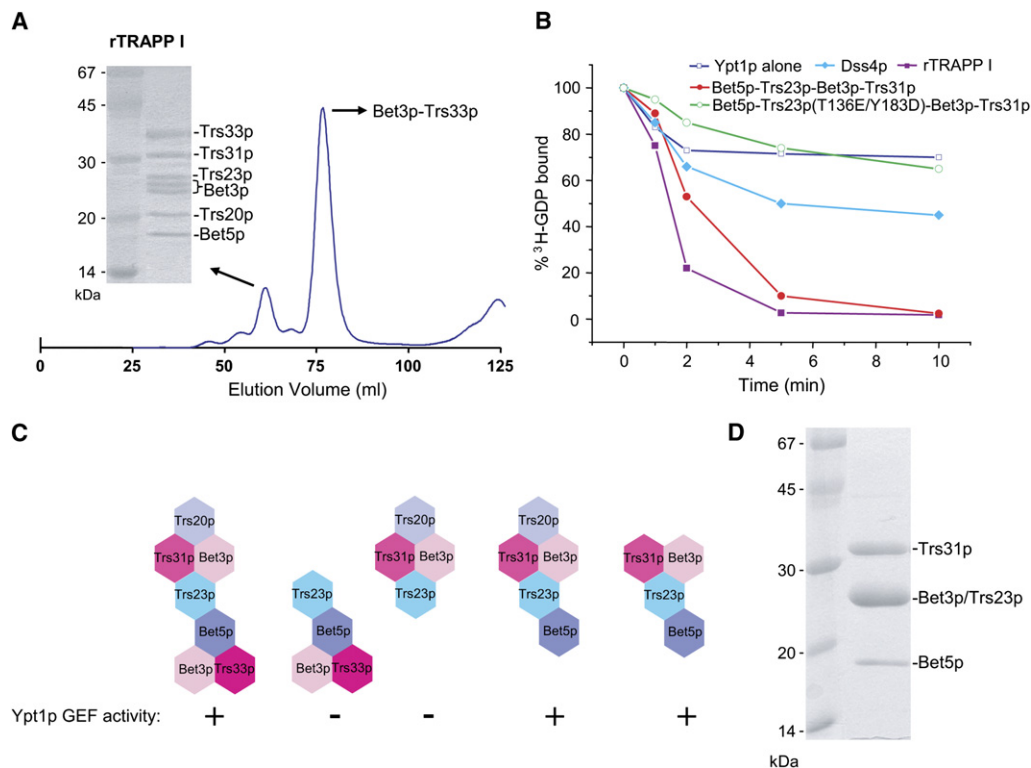 A
rTRAPP I
67 -
45 -
30 -
20 -
14 -
kDa
-Trs33p
-Trs31p
-Trs23p
Bet3p
-Trs20p
-Bet5p
Bet3p-Trs33p
0 25 50 75 100 125
Elution Volume (ml)
B
Ypt1p alone Dss4p rTRAPP I
Bet5p-Trs23p-Bet3p-Trs31p
Bet5p-Trs23p(T136E/Y183D)-Bet3p-Trs31p
100
80
60
40
20
0
% ³H-GDP bound
0 2 4 6 8 10
Time (min)
C
Trs20p
Trs31p Bet3p
Trs23p
Bet5p
Bet3p Trs33p
Trs23p
Bet5p
Bet3p Trs33p
Trs20p
Trs31p Bet3p
Trs23p
Trs20p
Trs31p Bet3p
Trs23p
Bet5p
Trs31p Bet3p
Trs23p
Bet5p
Ypt1p GEF activity: + - - + +
D
67 -
45 -
30 -
20 -
14 -
kDa
-Trs31p
-Bet3p/Trs23p
-Bet5p